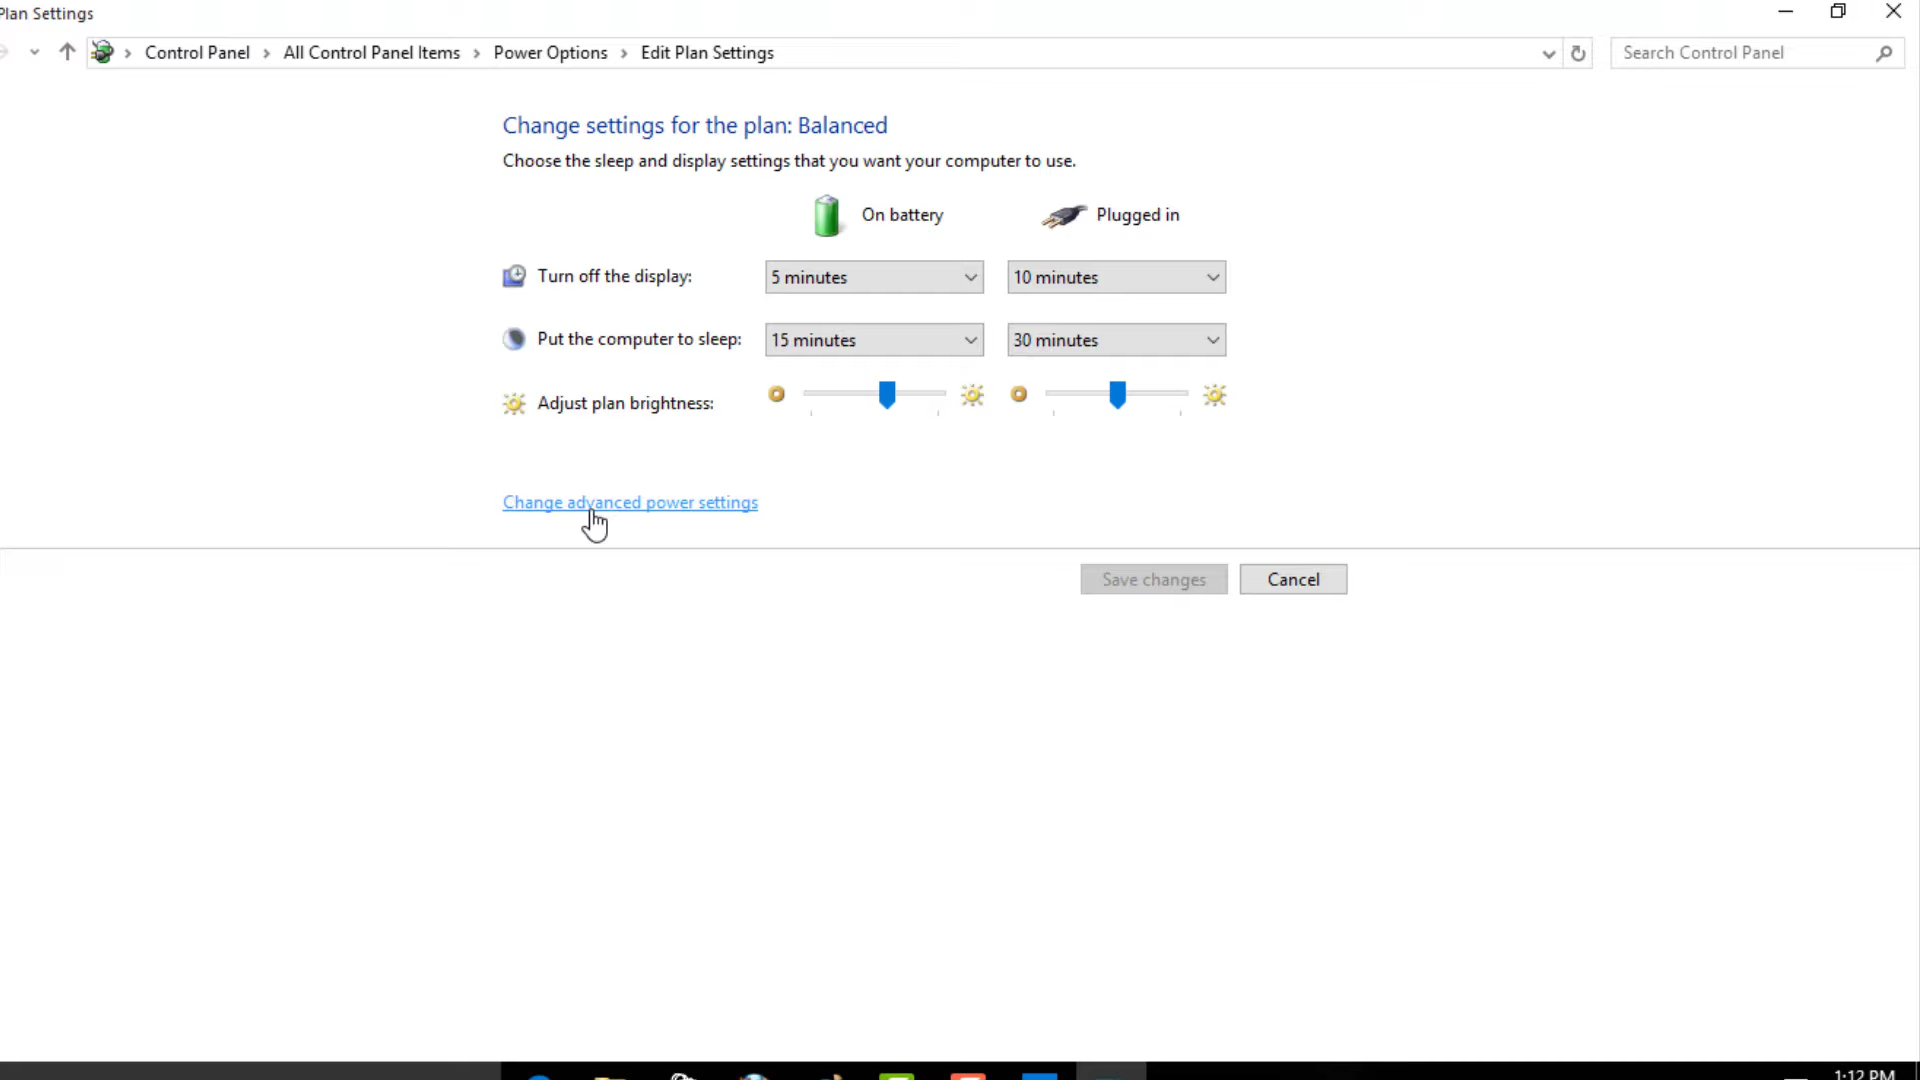 Plan Settings
Control Panel > All Control Panel Items > Power Options > Edit Plan Settings
Search Control Panel
Change settings for the plan: Balanced
Choose the sleep and display settings that you want your computer to use.
On battery Plugged in
Turn off the display: 5 minutes 10 minutes
Put the computer to sleep: 15 minutes 30 minutes
Adjust plan brightness:
Change advanced power settings
Save changes Cancel
1:12 PM